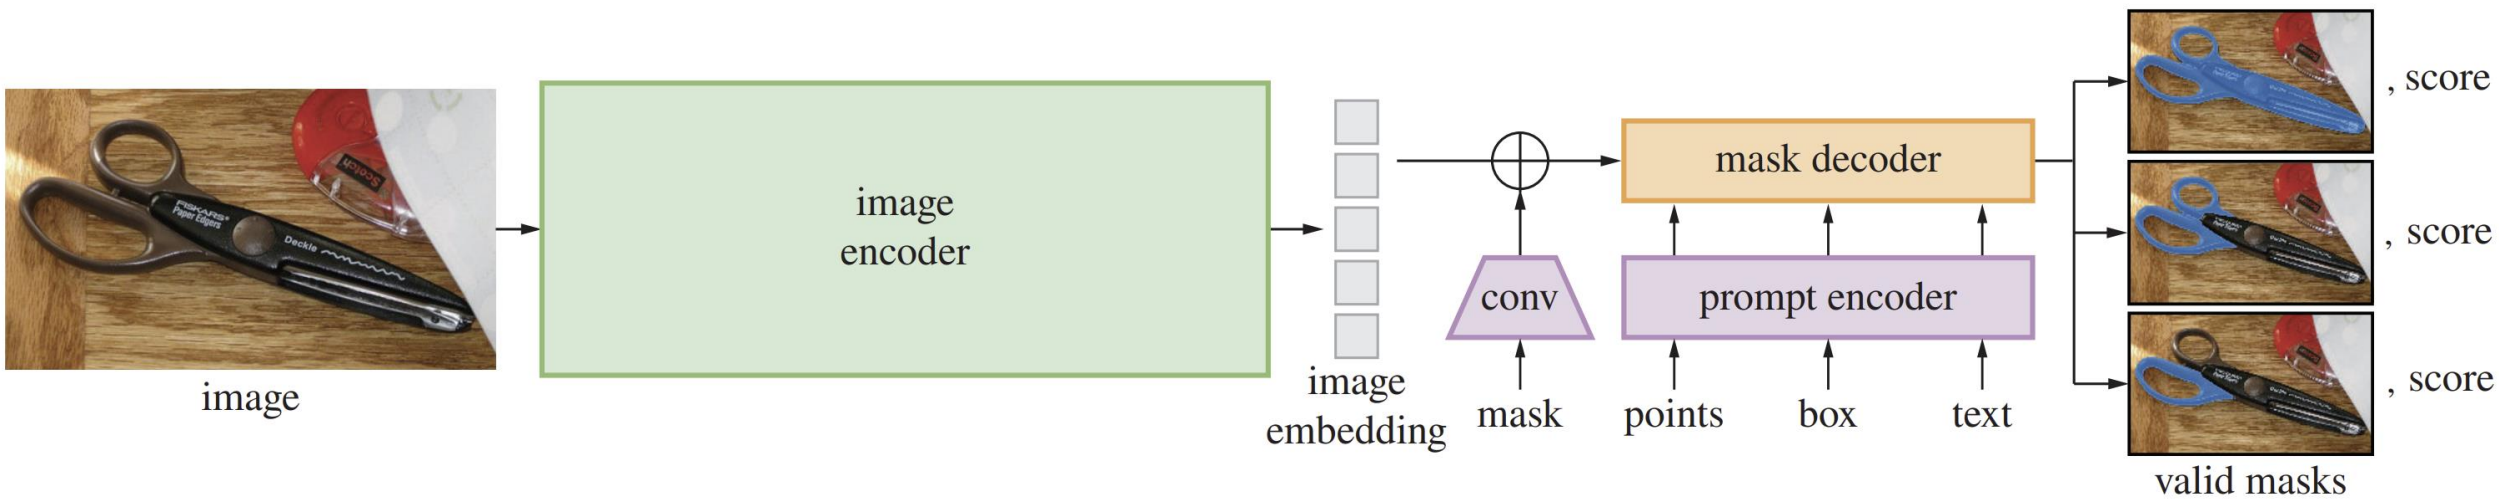 FISKARS®
Paper Edgers
Deckle
Scotch
image
image
encoder
image
embedding
conv
mask
mask decoder
prompt encoder
points
box
text
, score
, score
, score
valid masks